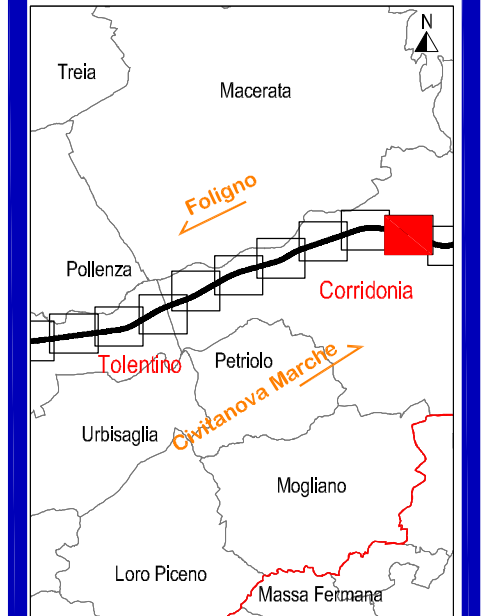 N
Treia
Macerata
Foligno
Pollenza
Corridonia
Tolentino
Petriolo
Civitanova Marche
Urbisaglia
Mogliano
Loro Piceno
Massa Fermana